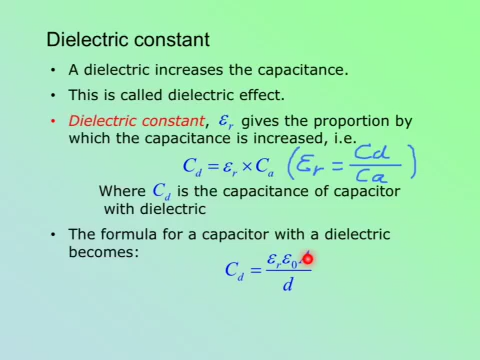 Dielectric constant
• A dielectric increases the capacitance.
• This is called dielectric effect.
• Dielectric constant, εr gives the proportion by
which the capacitance is increased, i.e.
Cd = εr × Ca (εr = Cd/Ca)
Where Cd is the capacitance of capacitor
with dielectric
• The formula for a capacitor with a dielectric
becomes:
Cd = εrε0/d